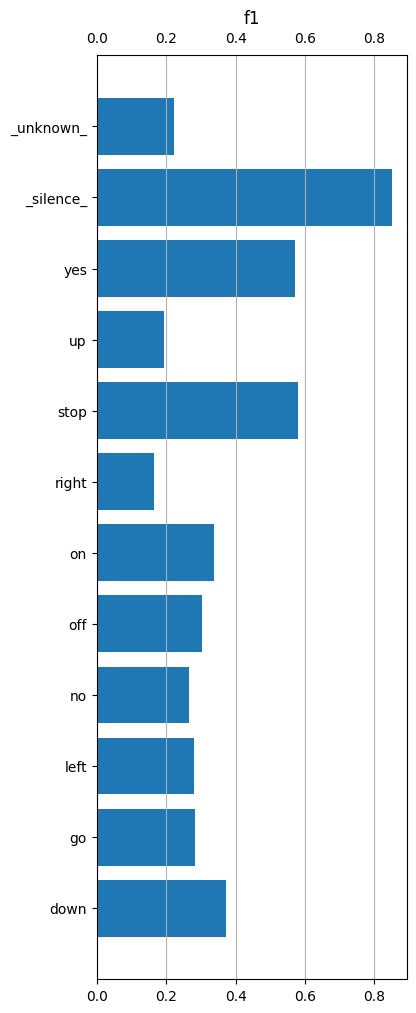 f1
0.0 0.2 0.4 0.6 0.8
_unknown_
_silence_
yes
up
stop
right
on
off
no
left
go
down
0.0 0.2 0.4 0.6 0.8